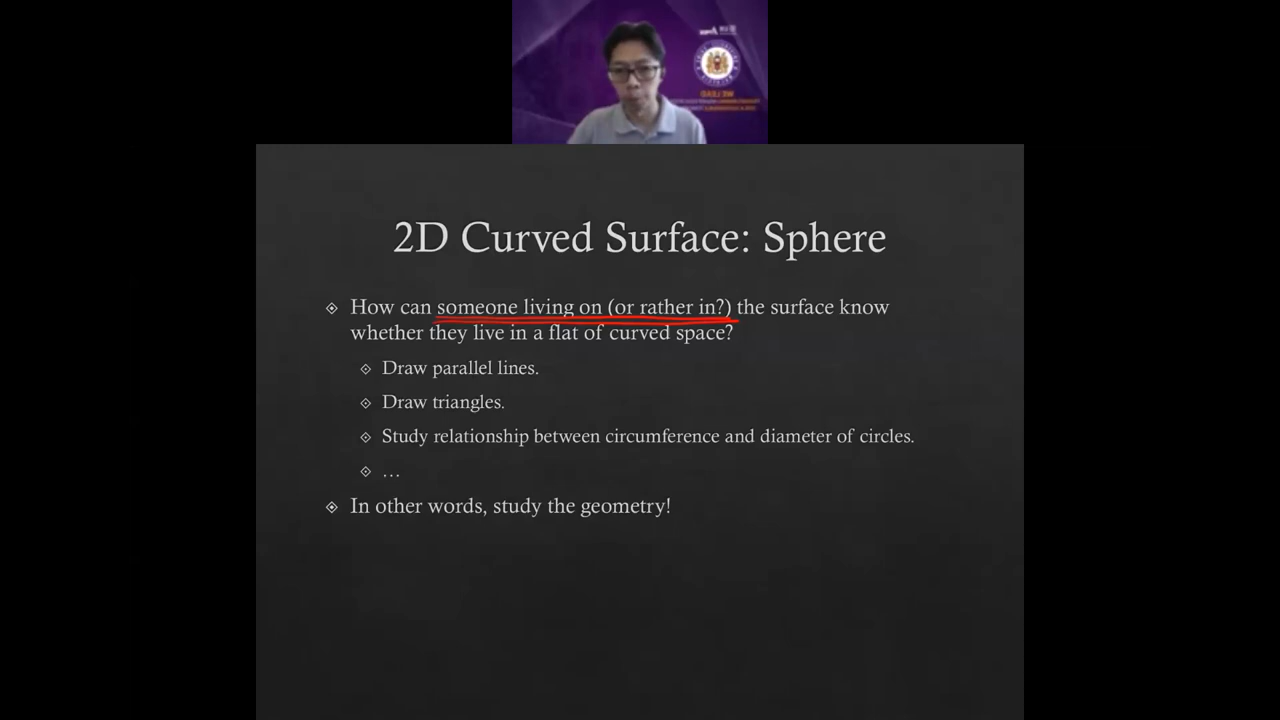 2D Curved Surface: Sphere
How can someone living on (or rather in?) the surface know
whether they live in a flat of curved space?
Draw parallel lines.
Draw triangles.
Study relationship between circumference and diameter of circles.
…
In other words, study the geometry!